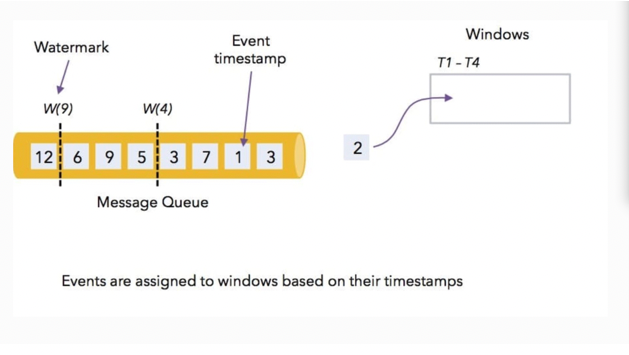 Watermark
Event
timestamp
Windows
T1 - T4
W(9)
W(4)
12 6 9 5 3 7 1 3
2
Message Queue
Events are assigned to windows based on their timestamps